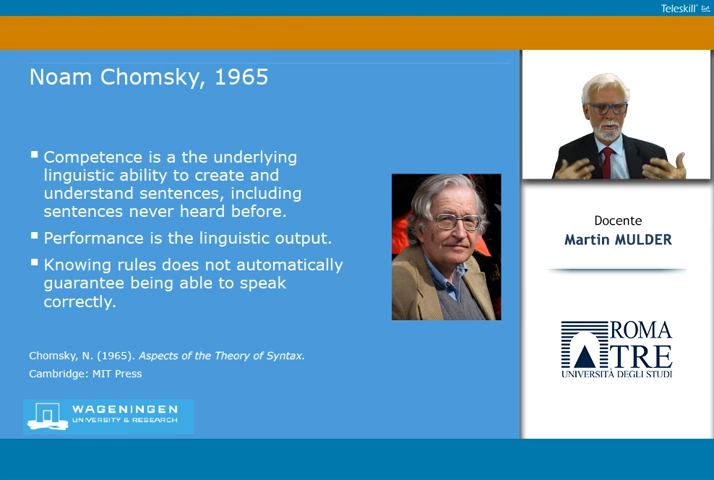 Teleskill
Noam Chomsky, 1965
Competence is a the underlying
linguistic ability to create and
understand sentences, including
sentences never heard before.
Performance is the linguistic output.
Knowing rules does not automatically
guarantee being able to speak
correctly.
Chomsky, N. (1965). Aspects of the Theory of Syntax.
Cambridge: MIT Press
WAGENINGEN
UNIVERSITY & RESEARCH
Docente
Martin MULDER
ROMA
TRE
UNIVERSITÀ DEGLI STUDI